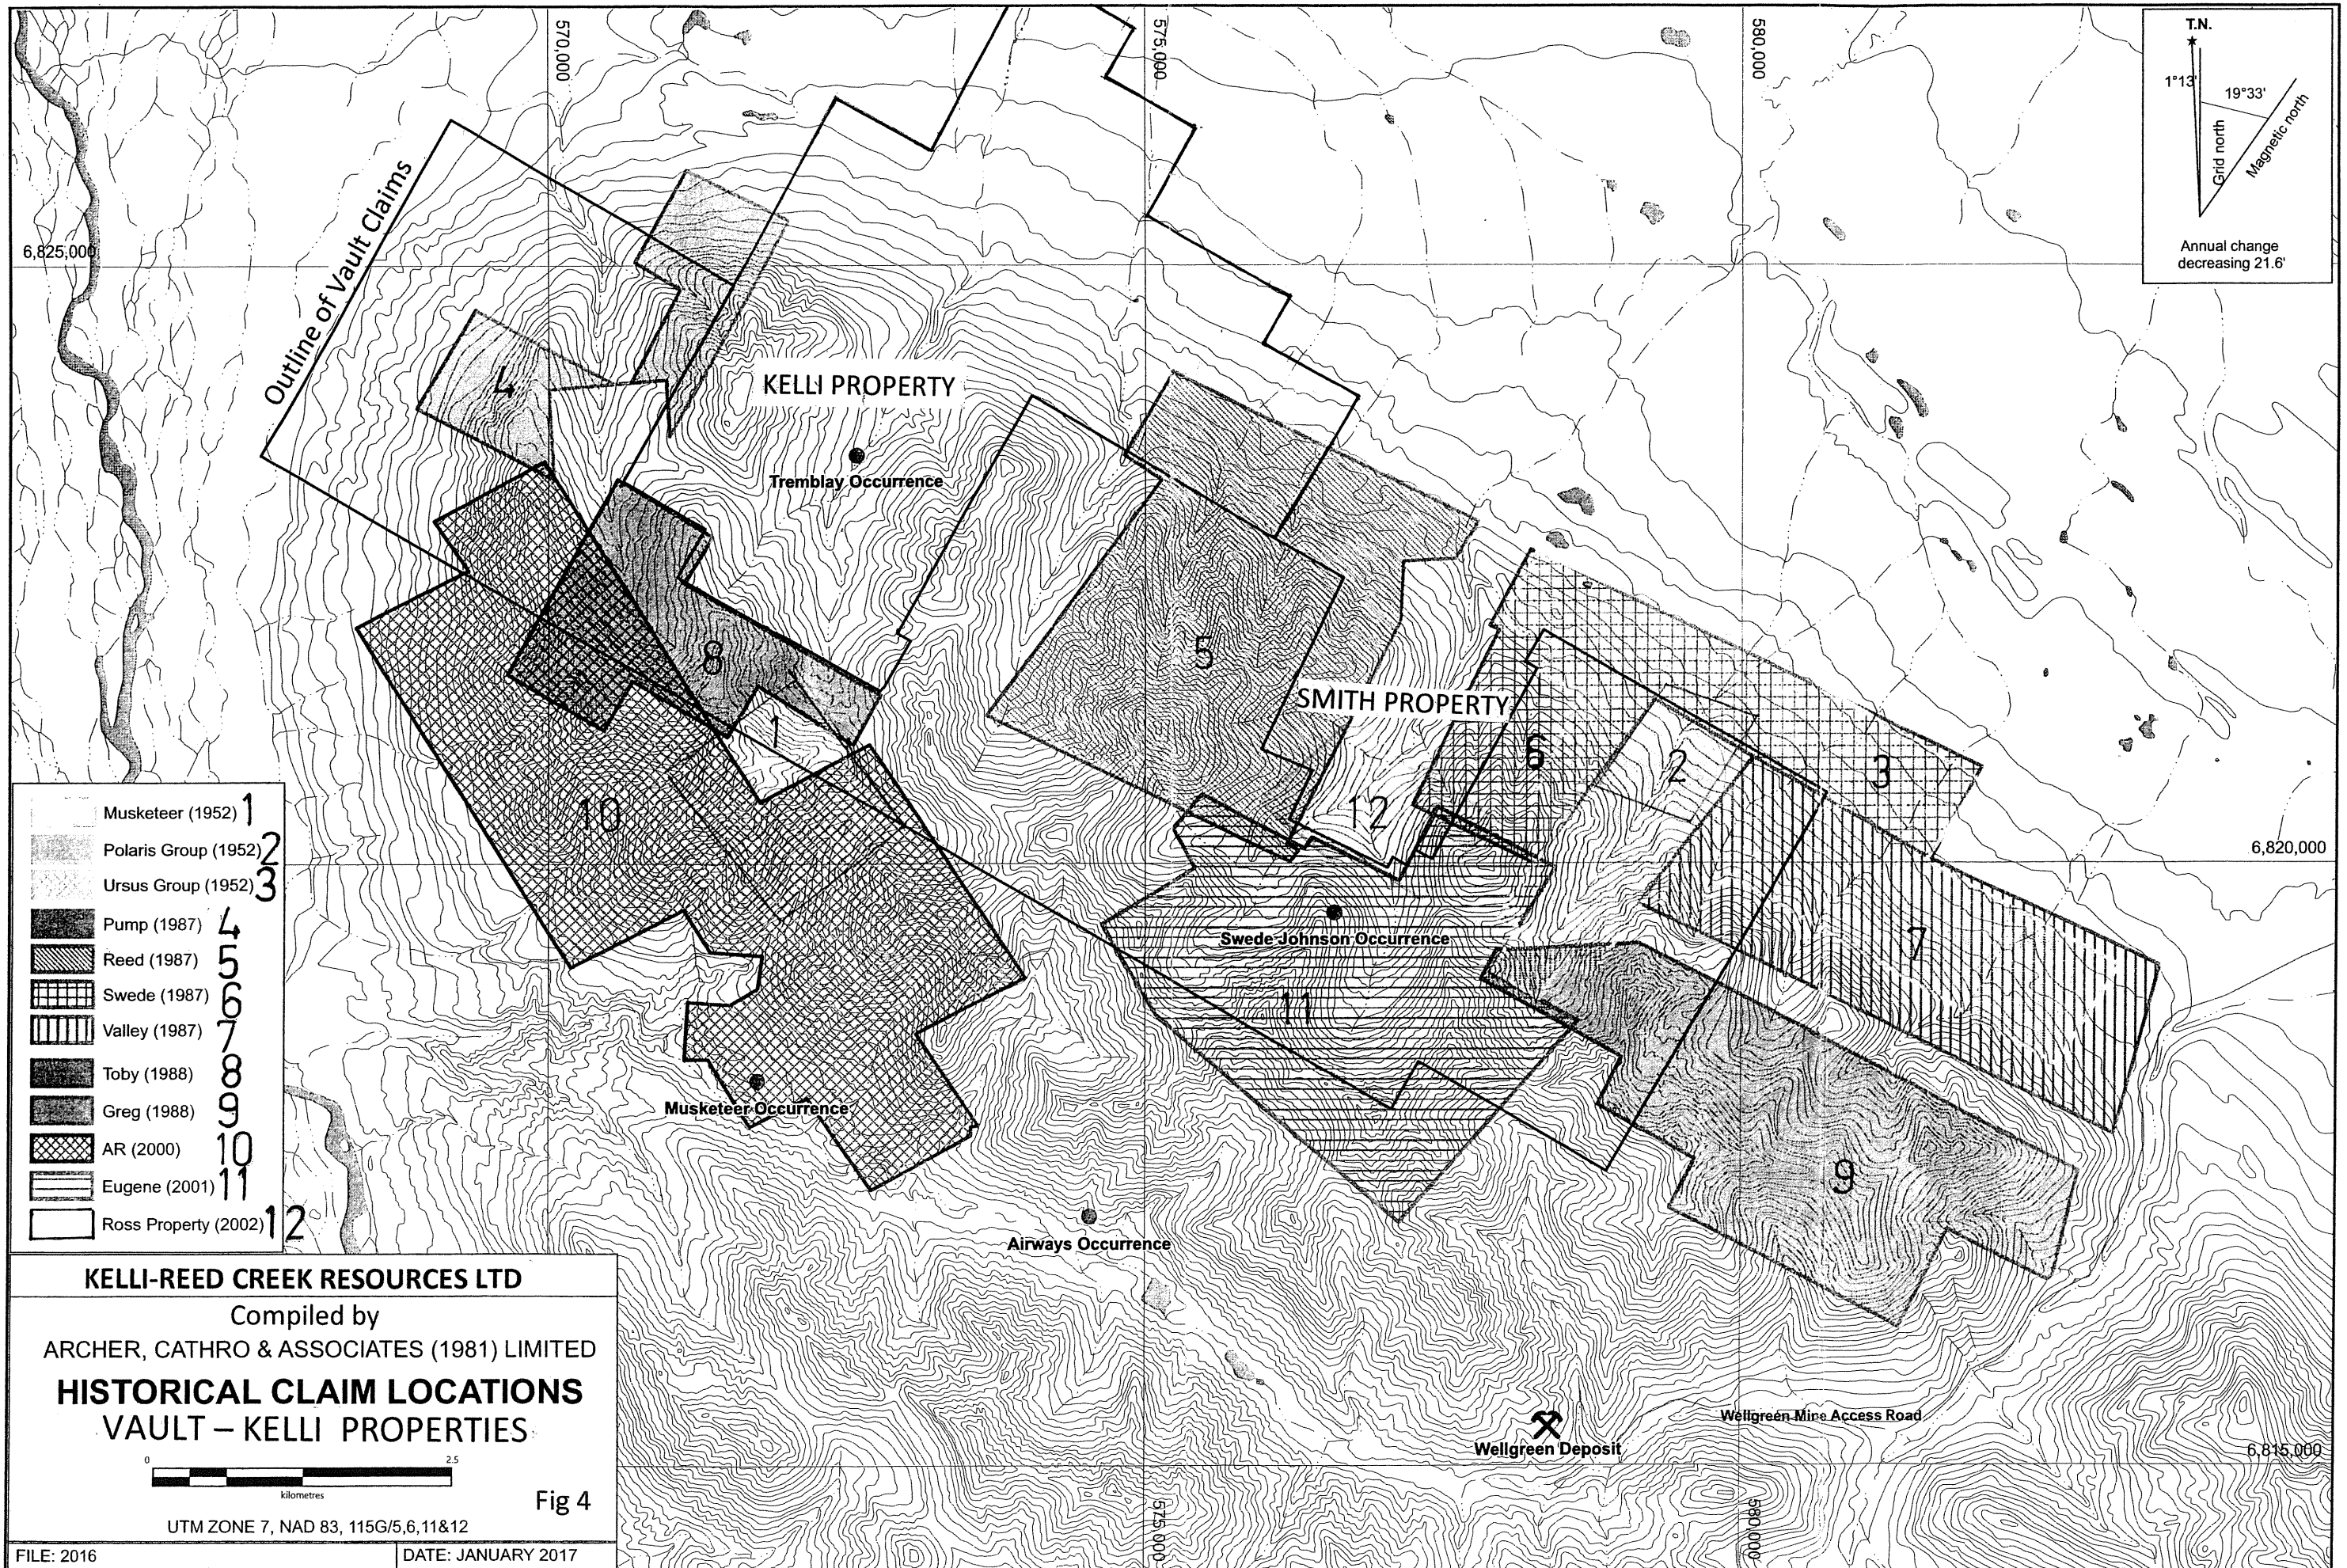 570,000
575,000
580,000
T.N.
1°13'
19°33'
Grid north
Magnetic north
Annual change
decreasing 21.6'
Outline of Vault Claims
6,825,000
4
KELLI PROPERTY
Tremblay Occurrence
5
8
SMITH PROPERTY
1
6
2
3
10
12
6,820,000
Swede Johnson Occurrence
7
11
Musketeer Occurrence
9
Airways Occurrence
Wellgreen Mine Access Road
Wellgreen Deposit
6,815,000
575,000
580,000
Musketeer (1952) 1
Polaris Group (1952) 2
Ursus Group (1952) 3
Pump (1987) 4
Reed (1987) 5
Swede (1987) 6
Valley (1987) 7
Toby (1988) 8
Greg (1988) 9
AR (2000) 10
Eugene (2001) 11
Ross Property (2002) 12
KELLI-REED CREEK RESOURCES LTD
Compiled by
ARCHER, CATHRO & ASSOCIATES (1981) LIMITED
HISTORICAL CLAIM LOCATIONS
VAULT – KELLI PROPERTIES
0 2.5
kilometres
Fig 4
UTM ZONE 7, NAD 83, 115G/5,6,11&12
FILE: 2016 DATE: JANUARY 2017